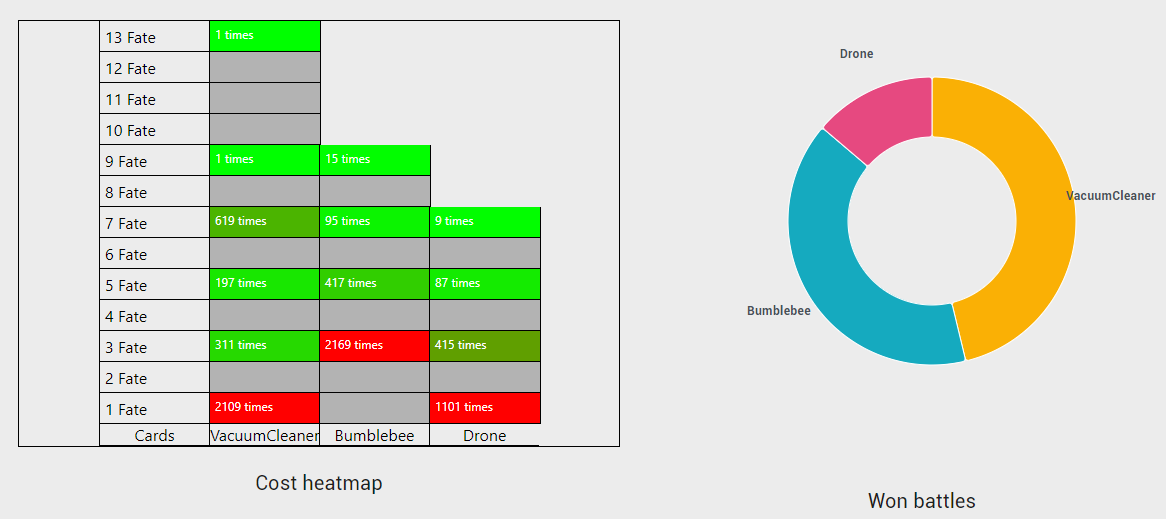 13 Fate 1 times
12 Fate
11 Fate
10 Fate
9 Fate 1 times 15 times
8 Fate
7 Fate 619 times 95 times 9 times
6 Fate
5 Fate 197 times 417 times 87 times
4 Fate
3 Fate 311 times 2169 times 415 times
2 Fate
1 Fate 2109 times 1101 times
Cards VacuumCleaner Bumblebee Drone
Cost heatmap
Drone
VacuumCleaner
Bumblebee
Won battles